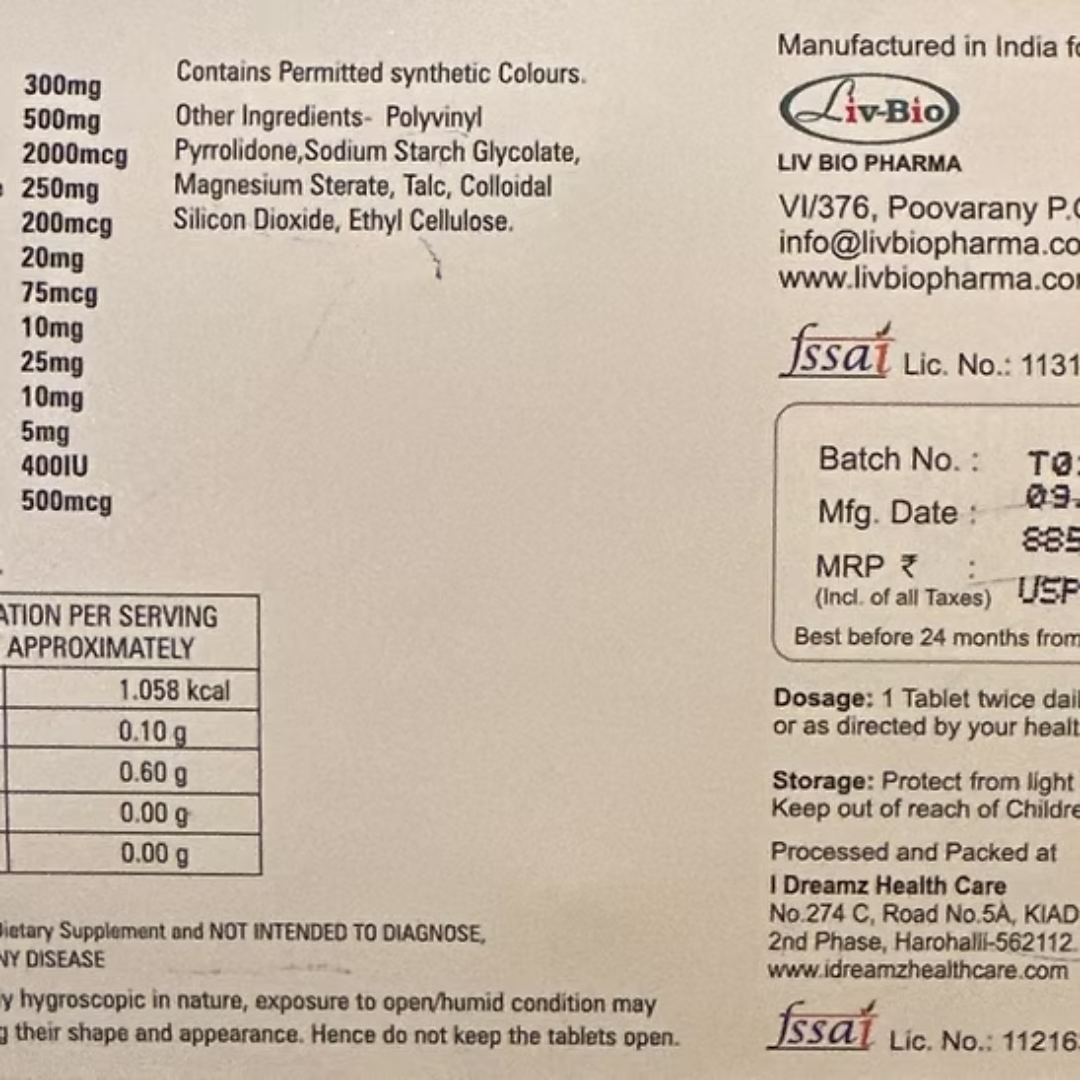 300mg
500mg
2000mcg
250mg
200mcg
20mg
75mcg
10mg
25mg
10mg
5mg
400IU
500mcg
Contains Permitted synthetic Colours.
Other Ingredients- Polyvinyl
Pyrrolidone,Sodium Starch Glycolate,
Magnesium Sterate, Talc, Colloidal
Silicon Dioxide, Ethyl Cellulose.
ATION PER SERVING
APPROXIMATELY
1.058 kcal
0.10 g
0.60 g
0.00 g
0.00 g
Dietary Supplement and NOT INTENDED TO DIAGNOSE,
NY DISEASE
y hygroscopic in nature, exposure to open/humid condition may
g their shape and appearance. Hence do not keep the tablets open.
Manufactured in India fo
Liv-Bio
LIV BIO PHARMA
VI/376, Poovarany P.O
info@livbiopharma.co
www.livbiopharma.com
fssai Lic. No.: 1131
Batch No. : T0
Mfg. Date : 09.
885
MRP ₹ :
(Incl. of all Taxes) USP
Best before 24 months from
Dosage: 1 Tablet twice dail
or as directed by your healt
Storage: Protect from light
Keep out of reach of Childre
Processed and Packed at
I Dreamz Health Care
No.274 C, Road No.5A, KIAD
2nd Phase, Harohalli-562112
www.idreamzhealthcare.com
fssai Lic. No.: 11216